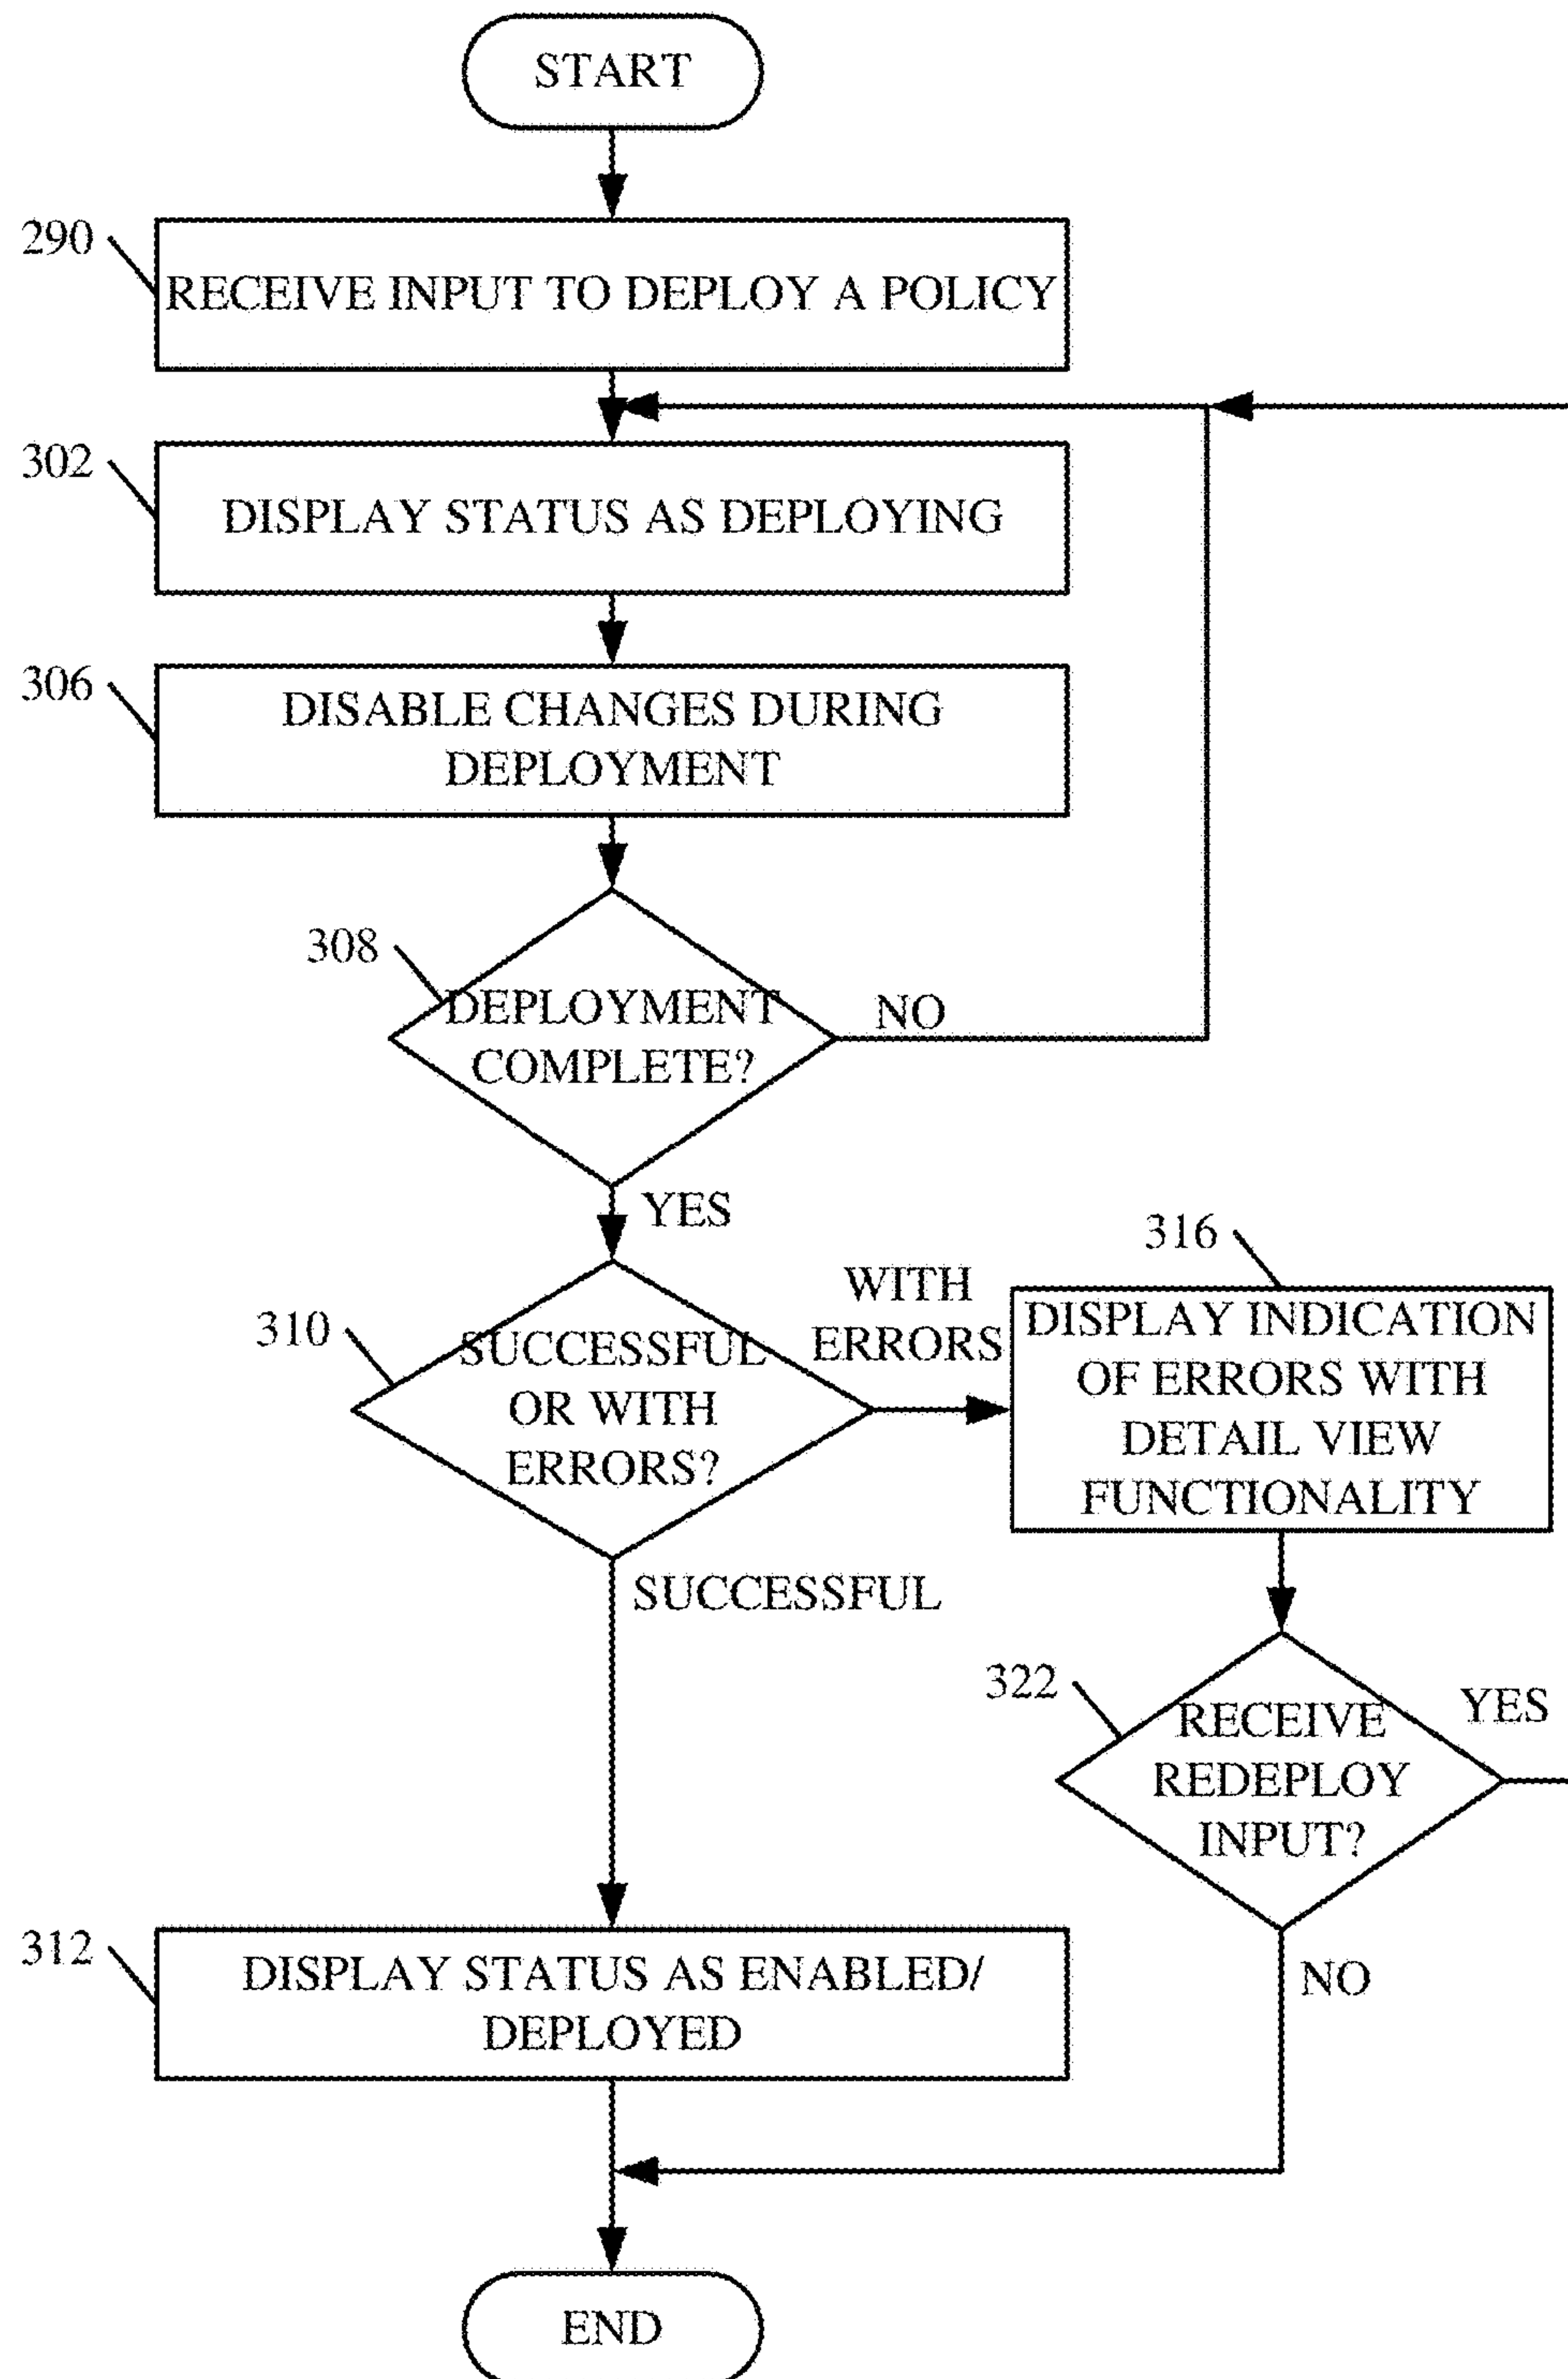 START
290
RECEIVE INPUT TO DEPLOY A POLICY
302
DISPLAY STATUS AS DEPLOYING
306
DISABLE CHANGES DURING
DEPLOYMENT
308
DEPLOYMENT
COMPLETE?
NO
YES
310
SUCCESSFUL
OR WITH
ERRORS?
WITH
ERRORS
316
DISPLAY INDICATION
OF ERRORS WITH
DETAIL VIEW
FUNCTIONALITY
SUCCESSFUL
322
RECEIVE
REDEPLOY
INPUT?
YES
NO
312
DISPLAY STATUS AS ENABLED/
DEPLOYED
END